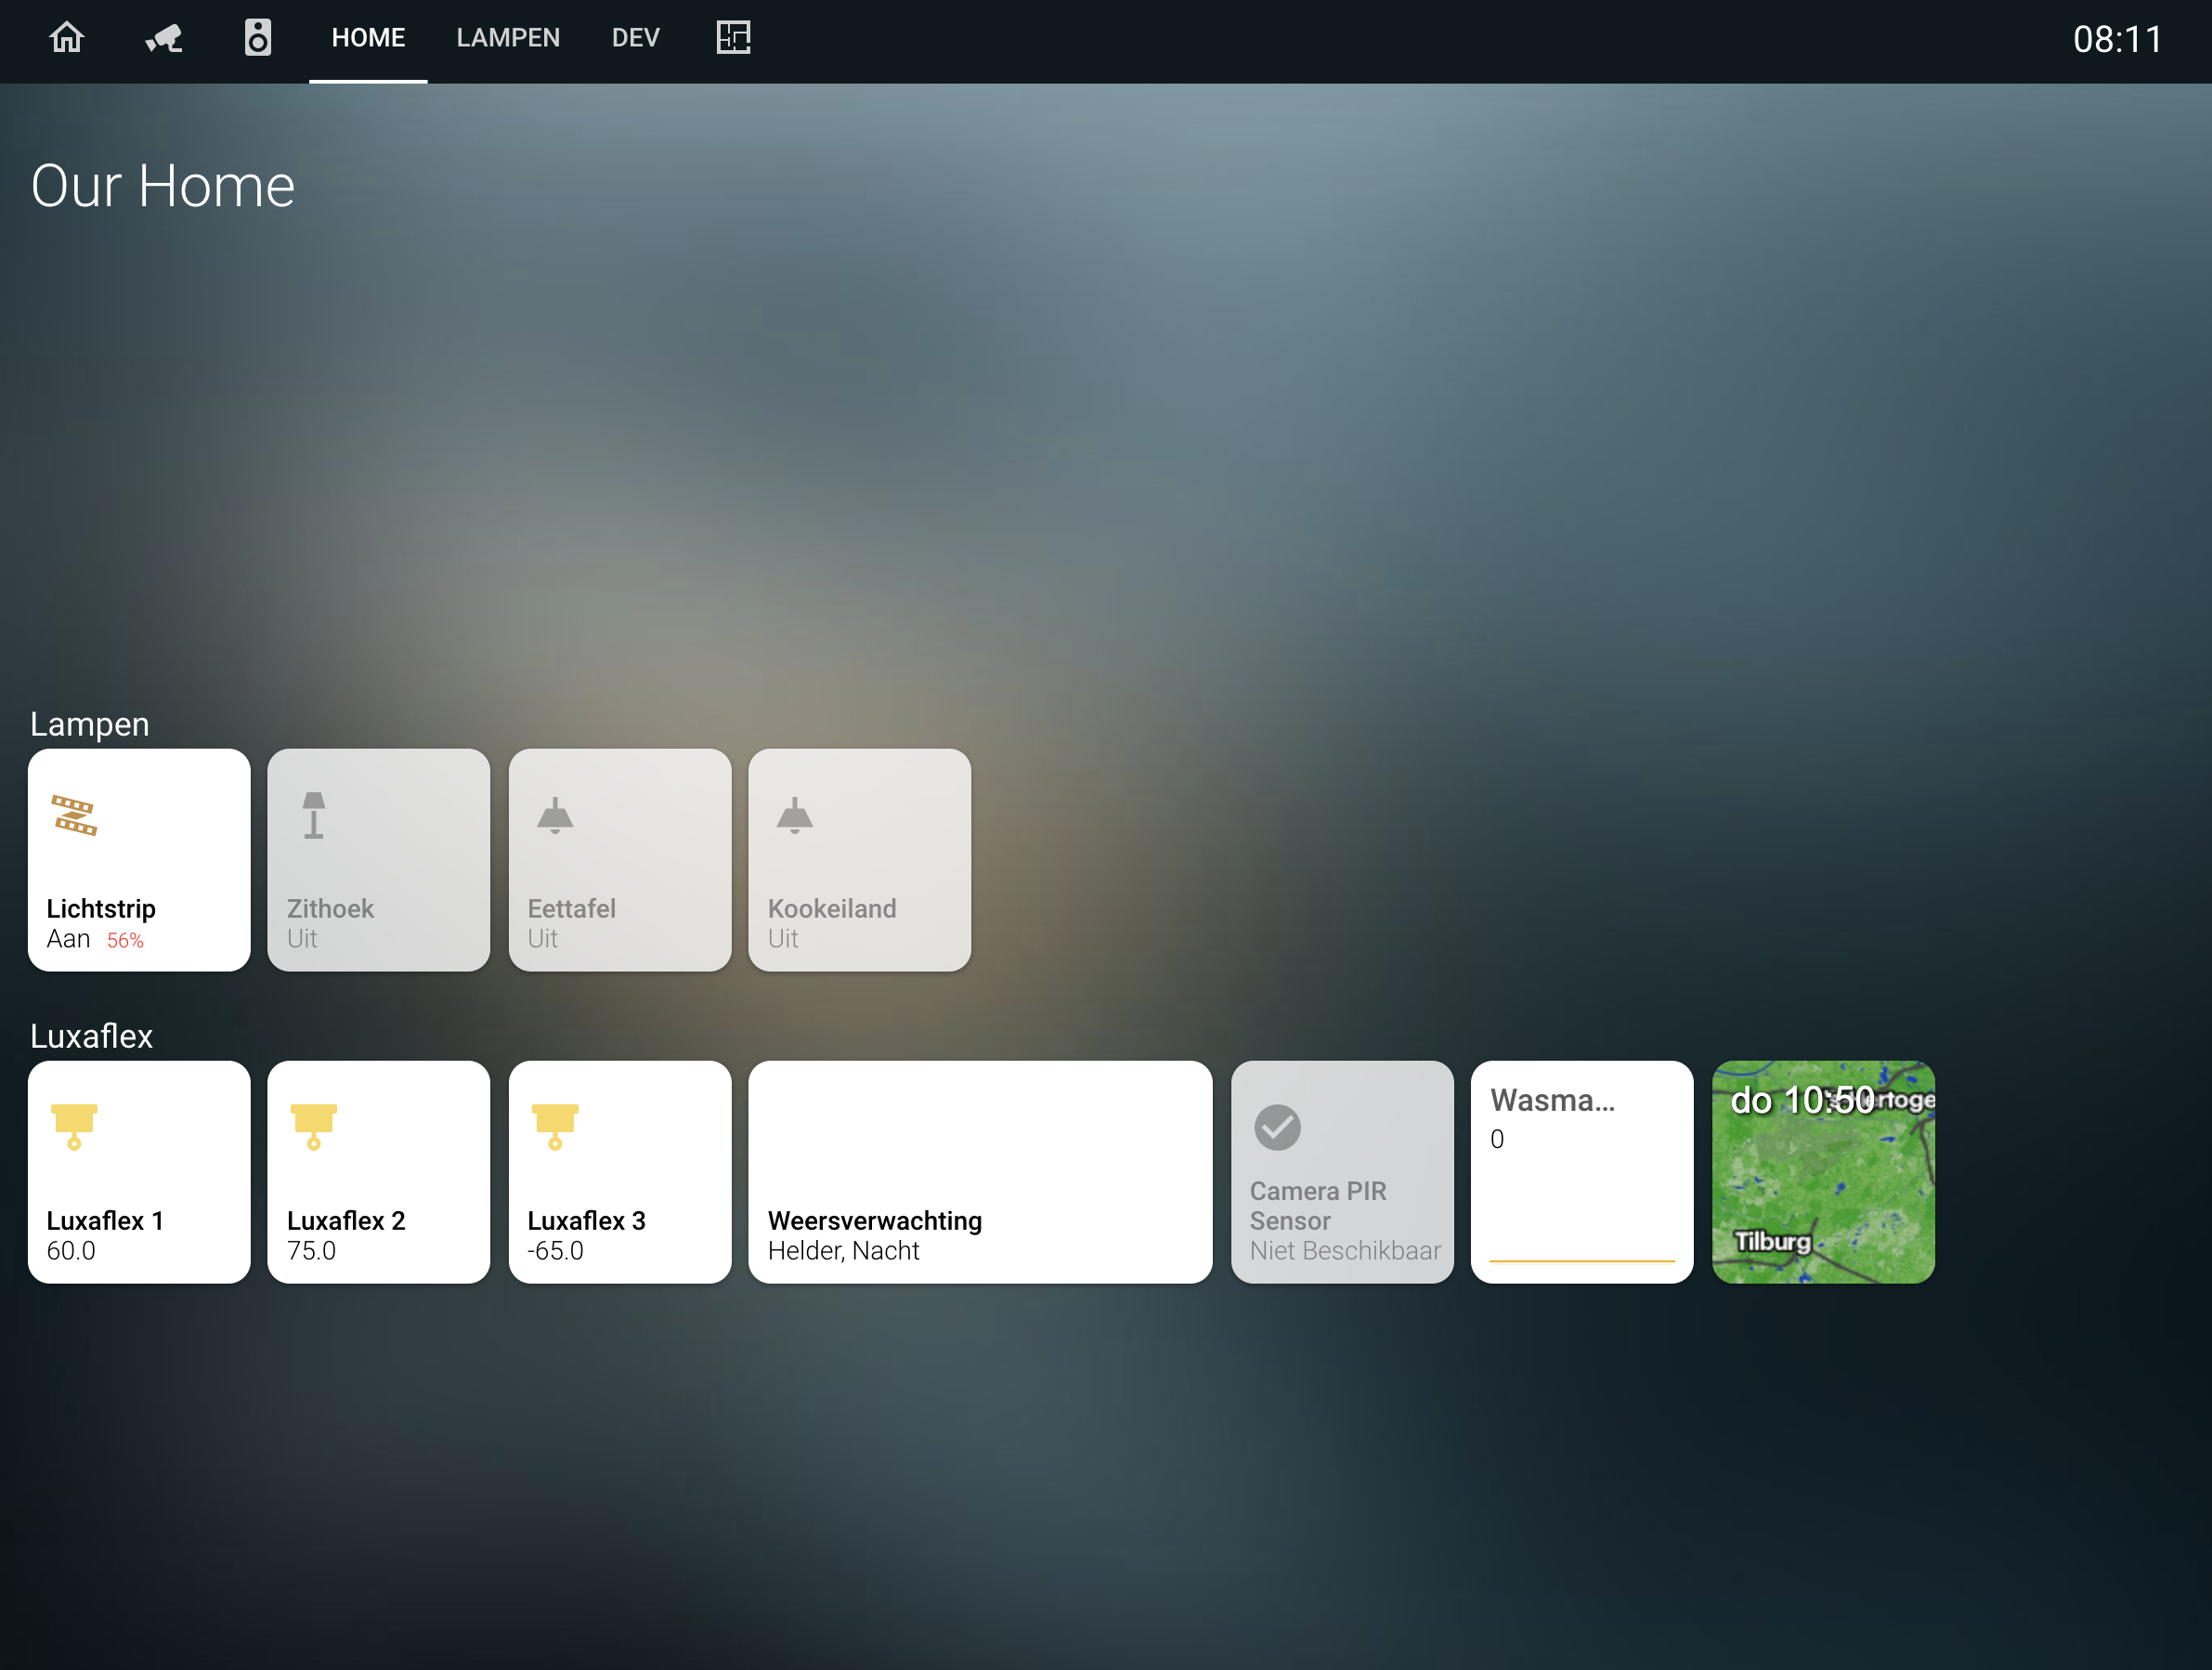 HOME
LAMPEN
DEV
08:11
Our Home
Lampen
Lichtstrip
Aan 56%
Zithoek
Uit
Eettafel
Uit
Kookeiland
Uit
Luxaflex
Luxaflex 1
60.0
Luxaflex 2
75.0
Luxaflex 3
-65.0
Weersverwachting
Helder, Nacht
Camera PIR
Sensor
Niet Beschikbaar
Wasma...
0
do 10:50
Tilburg